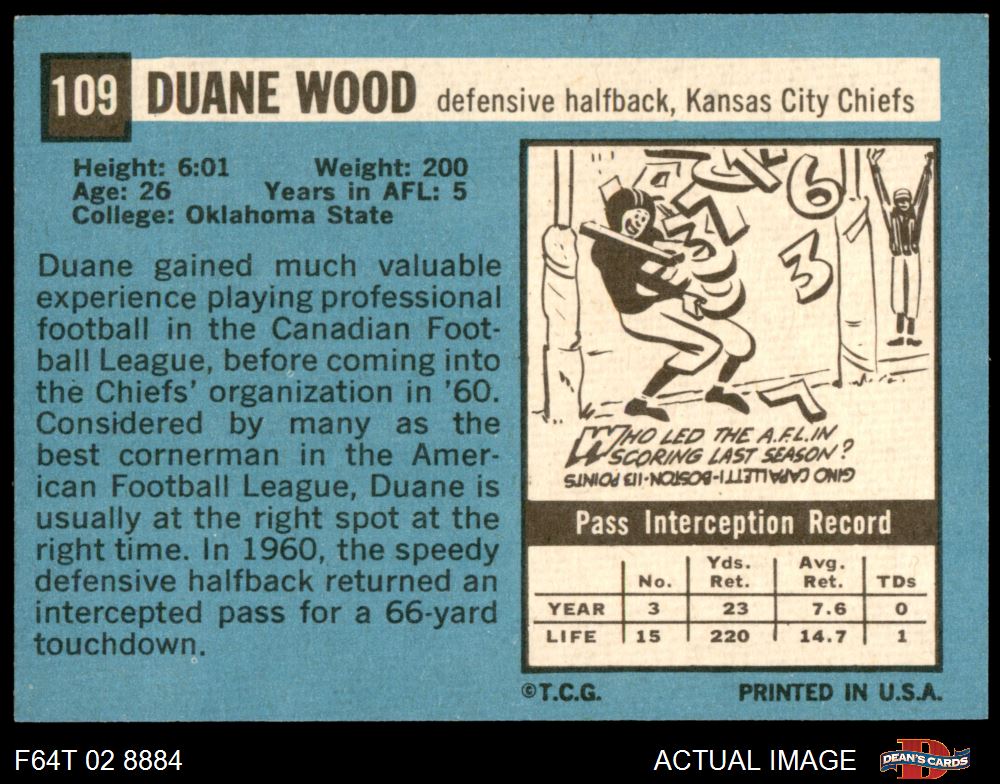 109 DUANE WOOD defensive halfback, Kansas City Chiefs
Height: 6:01 Weight: 200
Age: 26 Years in AFL: 5
College: Oklahoma State
Duane gained much valuable
experience playing professional
football in the Canadian Foot-
ball League, before coming into
the Chiefs' organization in '60.
Considered by many as the
best cornerman in the Amer-
ican Football League, Duane is
usually at the right spot at the
right time. In 1960, the speedy
defensive halfback returned an
intercepted pass for a 66-yard
touchdown.
6
3
37
7
WHO LED THE A.F.L. IN
SCORING LAST SEASON?
GINO CAPALLETTI-BOSTON-113 POINTS
Pass Interception Record
No. Yds. Ret. Avg. Ret. TDs
YEAR 3 23 7.6 0
LIFE 15 220 14.7 1
©T.C.G. PRINTED IN U.S.A.
F64T 02 8884 ACTUAL IMAGE DEAN'S CARDS